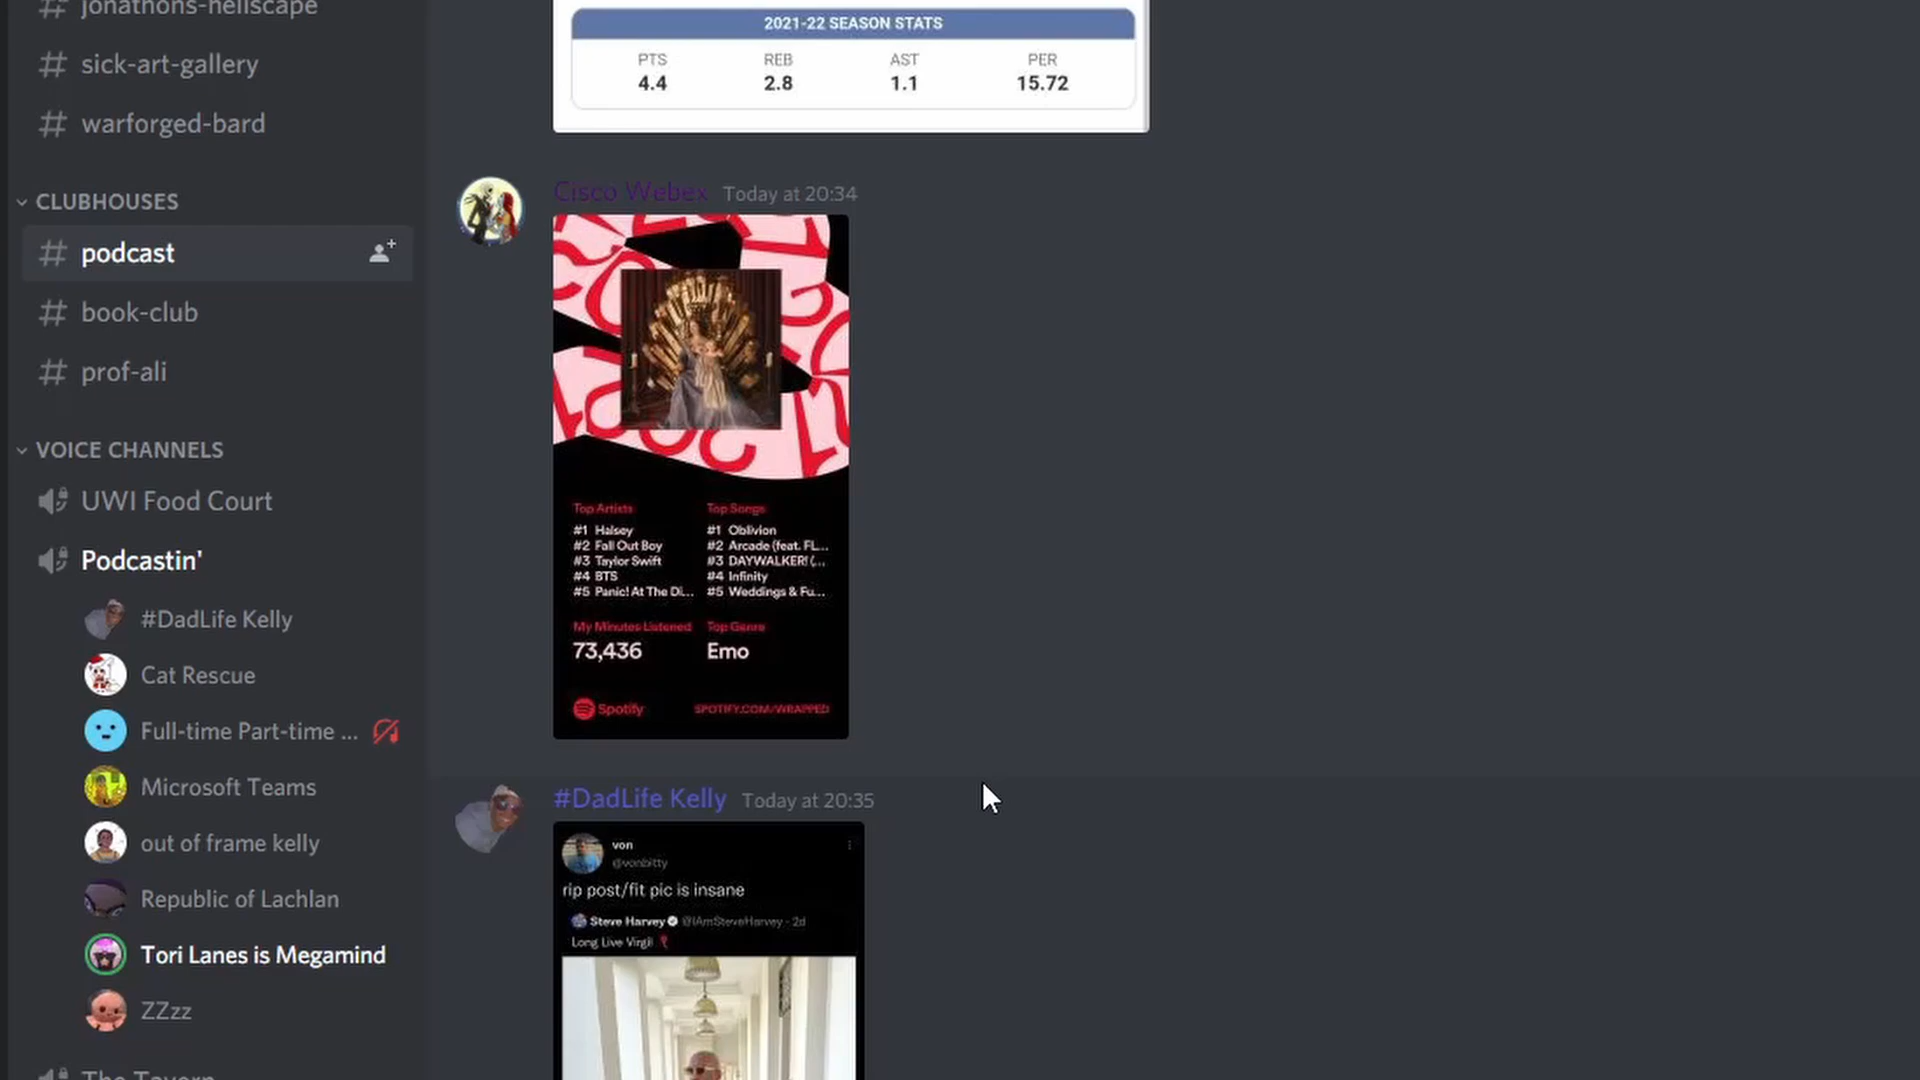 jonathons-hellscape
# sick-art-gallery
# warforged-bard
CLUBHOUSES
# podcast
# book-club
# prof-ali
VOICE CHANNELS
UWI Food Court
Podcastin'
#DadLife Kelly
Cat Rescue
Full-time Part-time ...
Microsoft Teams
out of frame kelly
Republic of Lachlan
Tori Lanes is Megamind
ZZzz
The Tavern
2021-22 SEASON STATS
PTS REB AST PER
4.4 2.8 1.1 15.72
Cisco Webex Today at 20:34
Top Artists Top Songs
#1 Halsey #1 Oblivion
#2 Fall Out Boy #2 Arcade (feat. FL...
#3 Taylor Swift #3 DAYWALKER! (...
#4 BTS #4 Infinity
#5 Panic! At The Di... #5 Weddings & Fu...
My Minutes Listened Top Genre
73,436 Emo
Spotify SPOTIFY.COM/WRAPPED
#DadLife Kelly Today at 20:35
von
@vonbitty
rip post/fit pic is insane
Steve Harvey @IAmSteveHarvey · 2d
Long Live Virgil